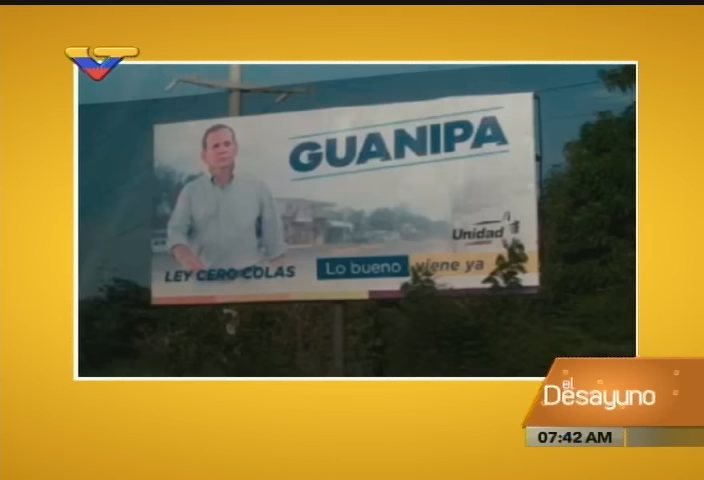 GUANIPA
Unidad
LEY CERO COLAS
Lo bueno viene ya
el
Desayuno
07:42 AM